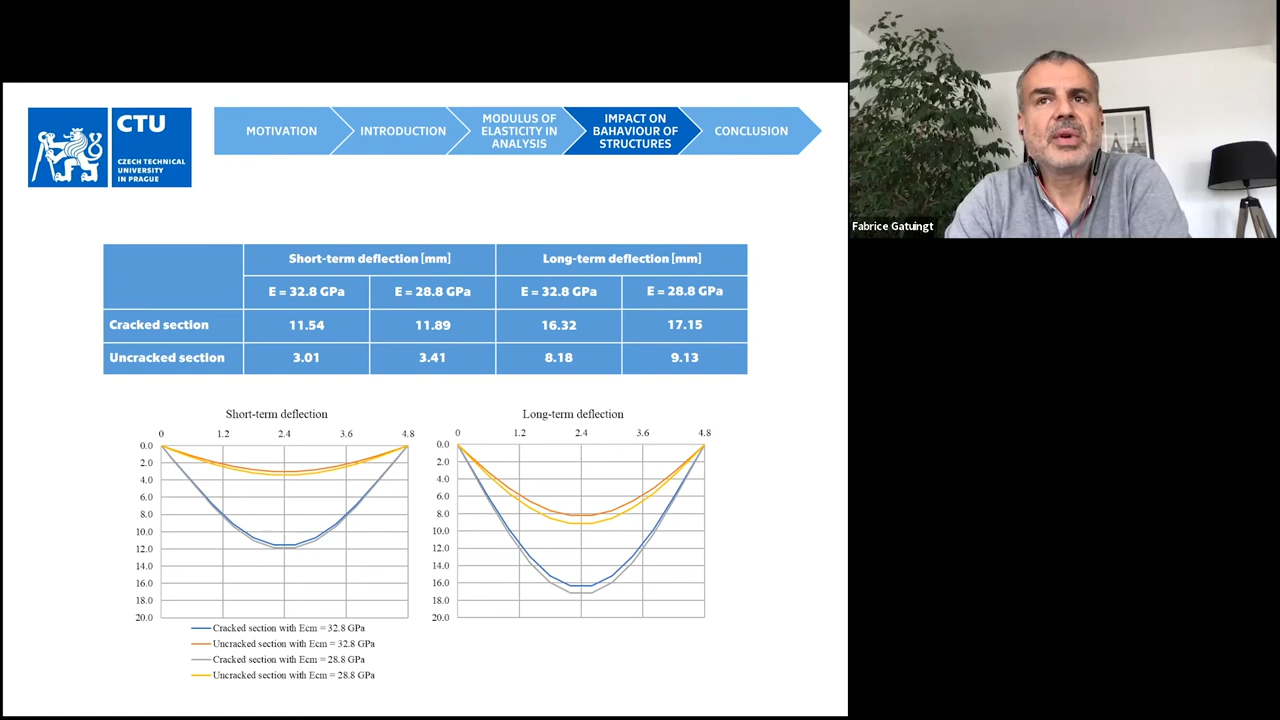 CTU
CZECH TECHNICAL
UNIVERSITY
IN PRAGUE
MOTIVATION
INTRODUCTION
MODULUS OF
ELASTICITY IN
ANALYSIS
IMPACT ON
BAHAVIOUR OF
STRUCTURES
CONCLUSION
Fabrice Gatuingt
Short-term deflection [mm] Long-term deflection [mm]
E = 32.8 GPa E = 28.8 GPa E = 32.8 GPa E = 28.8 GPa
Cracked section 11.54 11.89 16.32 17.15
Uncracked section 3.01 3.41 8.18 9.13
Short-term deflection
0 1.2 2.4 3.6 4.8
0.0
2.0
4.0
6.0
8.0
10.0
12.0
14.0
16.0
18.0
20.0
Long-term deflection
0 1.2 2.4 3.6 4.8
0.0
2.0
4.0
6.0
8.0
10.0
12.0
14.0
16.0
18.0
20.0
Cracked section with Ecm = 32.8 GPa
Uncracked section with Ecm = 32.8 GPa
Cracked section with Ecm = 28.8 GPa
Uncracked section with Ecm = 28.8 GPa